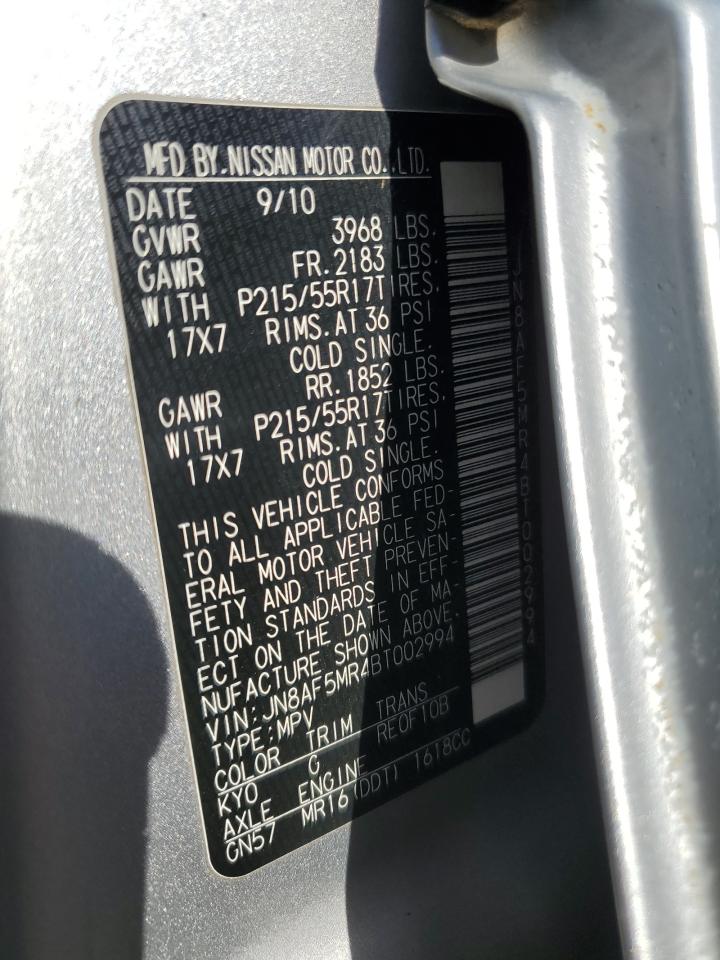 MFD BY.NISSAN MOTOR CO.,LTD.
DATE 9/10
GVWR 3968 LBS.
GAWR FR.2183 LBS.
WITH P215/55R17TIRES.
17X7 RIMS.AT 36 PSI
COLD SINGLE.
GAWR RR.1852 LBS.
WITH P215/55R17TIRES.
17X7 RIMS.AT 36 PSI
COLD SINGLE.
THIS VEHICLE CONFORMS
TO ALL APPLICABLE FED-
ERAL MOTOR VEHICLE SA-
FETY AND THEFT PREVEN-
TION STANDARDS IN EFF-
ECT ON THE DATE OF MA-
NUFACTURE SHOWN ABOVE.
VIN:JN8AF5MR4BT002994
TYPE:MPV
COLOR TRIM TRANS
KYO C REOF10B
AXLE ENGINE
GN57 MR16(DDT) 1618CC
JN8AF5MR4BT002994